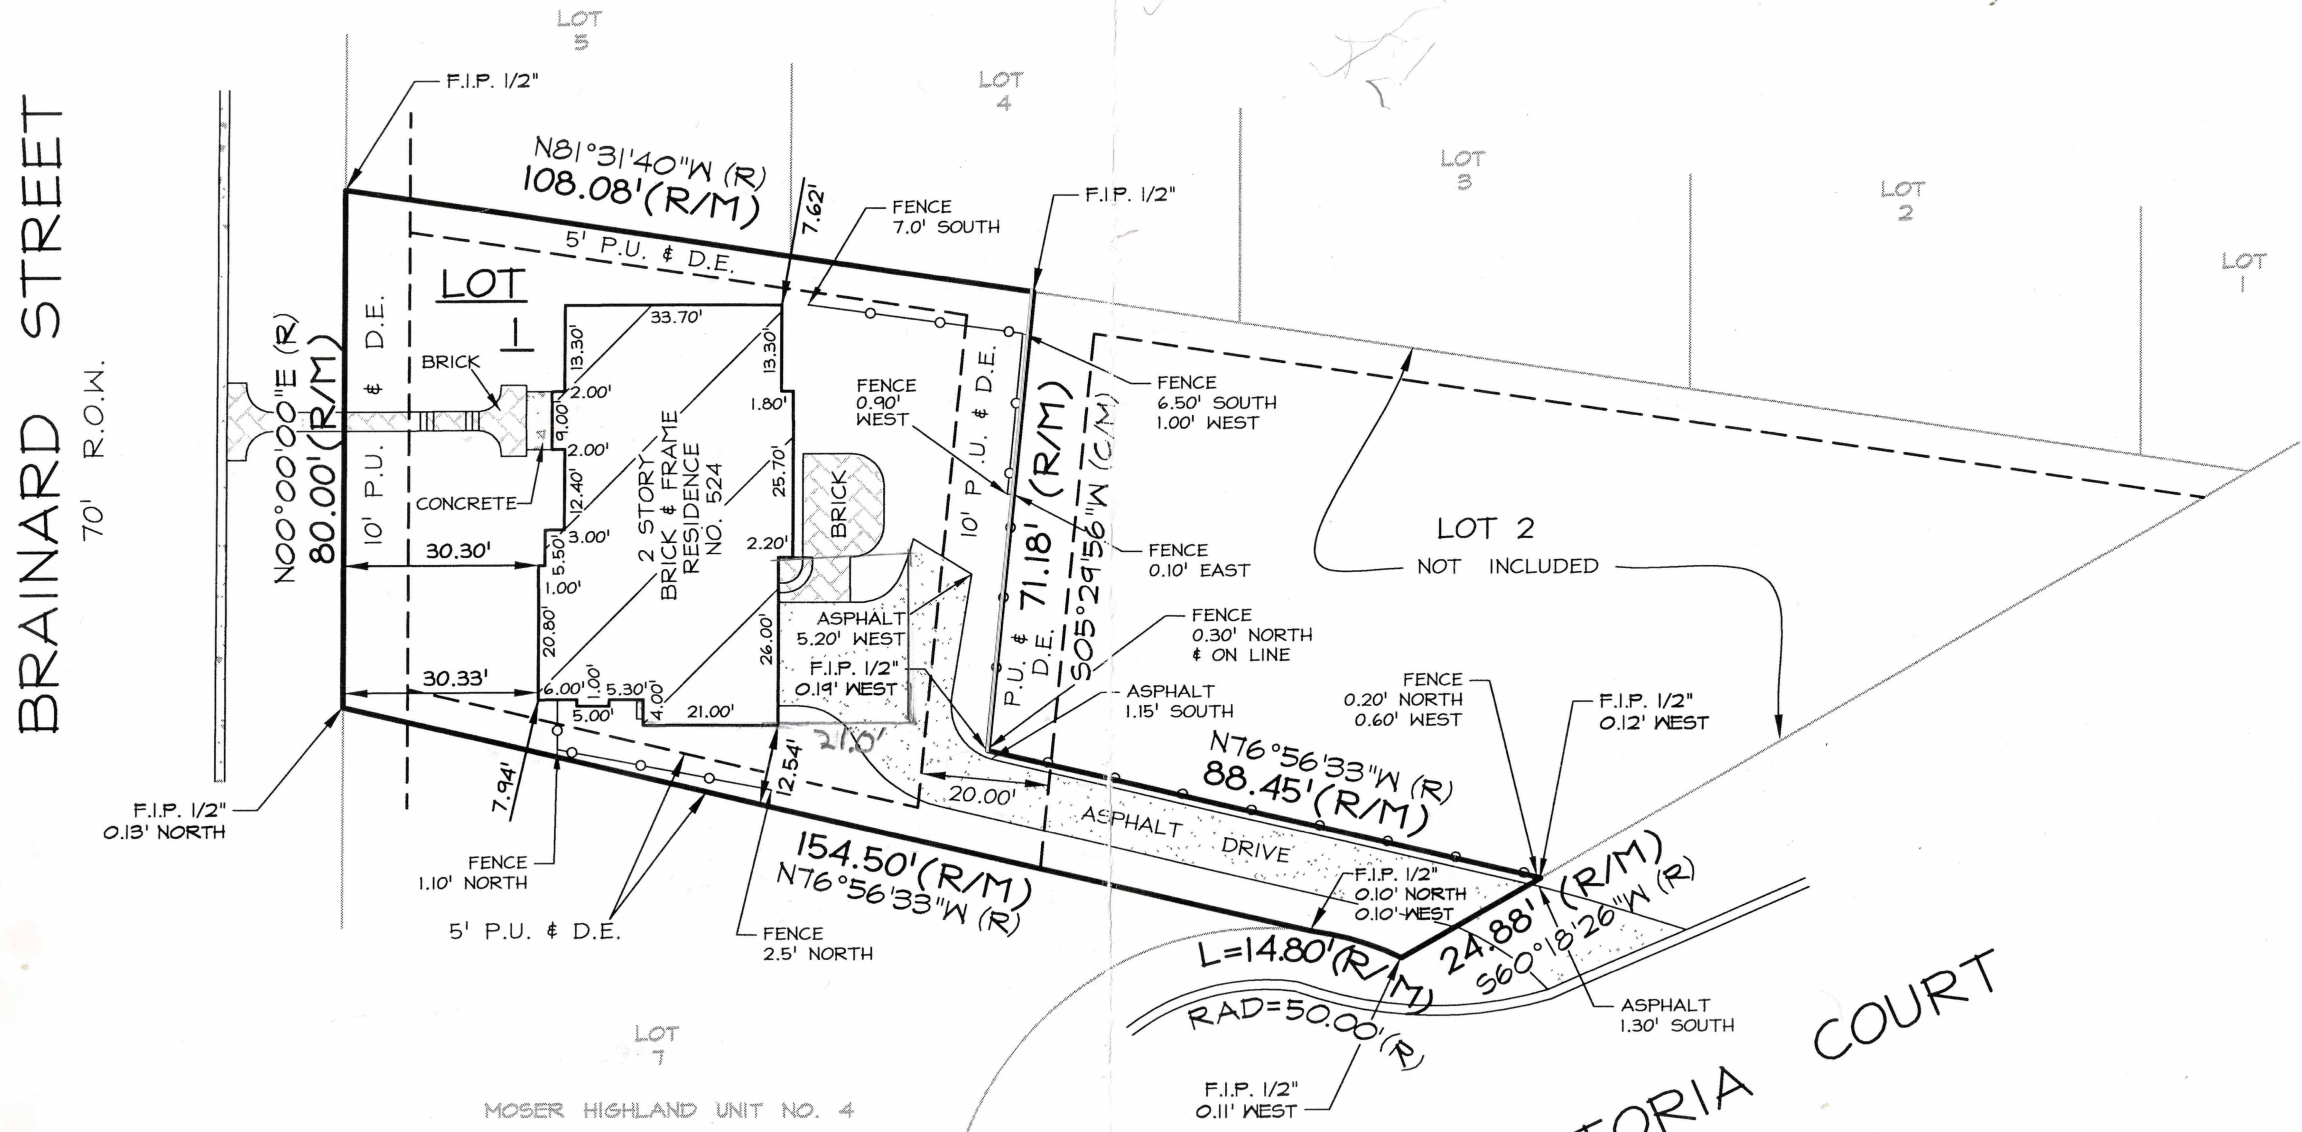 LOT
5
LOT
4
LOT
3
LOT
2
LOT
1
F.I.P. 1/2"
N81°31'40"W (R)
108.08' (R/M)
7.62'
FENCE
7.0' SOUTH
F.I.P. 1/2"
5' P.U. & D.E.
BRAINARD STREET
70' R.O.W.
N00°00'00"E (R)
80.00' (R/M)
10' P.U. & D.E.
LOT
1
BRICK
CONCRETE
33.70'
13.30'
13.30'
2.00'
9.00'
2.00'
12.40'
3.00'
5.50'
1.00'
20.80'
1.80'
25.70'
2.20'
26.00'
2 STORY
BRICK & FRAME
RESIDENCE
NO. 524
30.30'
30.33'
6.00'
1.00'
5.30'
5.00'
4.00'
21.00'
21.0'
BRICK
FENCE
0.90'
WEST
10' P.U. & D.E.
FENCE
6.50' SOUTH
1.00' WEST
71.18' (R/M)
S05°29'56"W (C/M)
P.U. &
D.E.
FENCE
0.10' EAST
ASPHALT
5.20' WEST
F.I.P. 1/2"
0.19' WEST
FENCE
0.30' NORTH
& ON LINE
ASPHALT
1.15' SOUTH
LOT 2
NOT INCLUDED
FENCE
0.20' NORTH
0.60' WEST
F.I.P. 1/2"
0.12' WEST
N76°56'33"W (R)
88.45' (R/M)
20.00'
ASPHALT DRIVE
7.94'
12.54'
F.I.P. 1/2"
0.13' NORTH
FENCE
1.10' NORTH
5' P.U. & D.E.
154.50' (R/M)
N76°56'33"W (R)
FENCE
2.5' NORTH
F.I.P. 1/2"
0.10' NORTH
0.10' WEST
24.88' (R/M)
S60°18'26"W (R)
L=14.80' (R/M)
RAD=50.00' (R
ASPHALT
1.30' SOUTH
F.I.P. 1/2"
0.11' WEST
LOT
7
MOSER HIGHLAND UNIT NO. 4
TORIA COURT